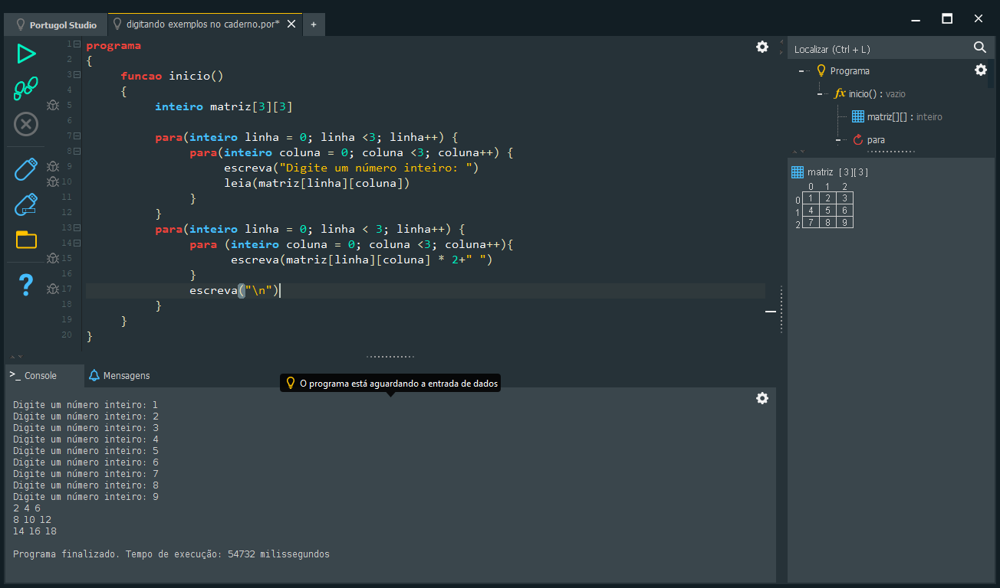 Portugol Studio
digitando exemplos no caderno.por*
+
1 programa
2 {
3 funcao inicio()
4 {
5 inteiro matriz[3][3]
6
7 para(inteiro linha = 0; linha <3; linha++) {
8 para(inteiro coluna = 0; coluna <3; coluna++) {
9 escreva("Digite um número inteiro: ")
10 leia(matriz[linha][coluna])
11 }
12 }
13 para(inteiro linha = 0; linha < 3; linha++) {
14 para (inteiro coluna = 0; coluna <3; coluna++){
15 escreva(matriz[linha][coluna] * 2+" ")
16 }
17 escreva("\n")
18 }
19 }
20 }
Localizar (Ctrl + L)
Programa
fx inicio() : vazio
matriz[][] : inteiro
para
matriz [3][3]
0 1 2
0 1 2 3
1 4 5 6
2 7 8 9
>_ Console
Mensagens
O programa está aguardando a entrada de dados
Digite um número inteiro: 1
Digite um número inteiro: 2
Digite um número inteiro: 3
Digite um número inteiro: 4
Digite um número inteiro: 5
Digite um número inteiro: 6
Digite um número inteiro: 7
Digite um número inteiro: 8
Digite um número inteiro: 9
2 4 6
8 10 12
14 16 18
Programa finalizado. Tempo de execução: 54732 milissegundos